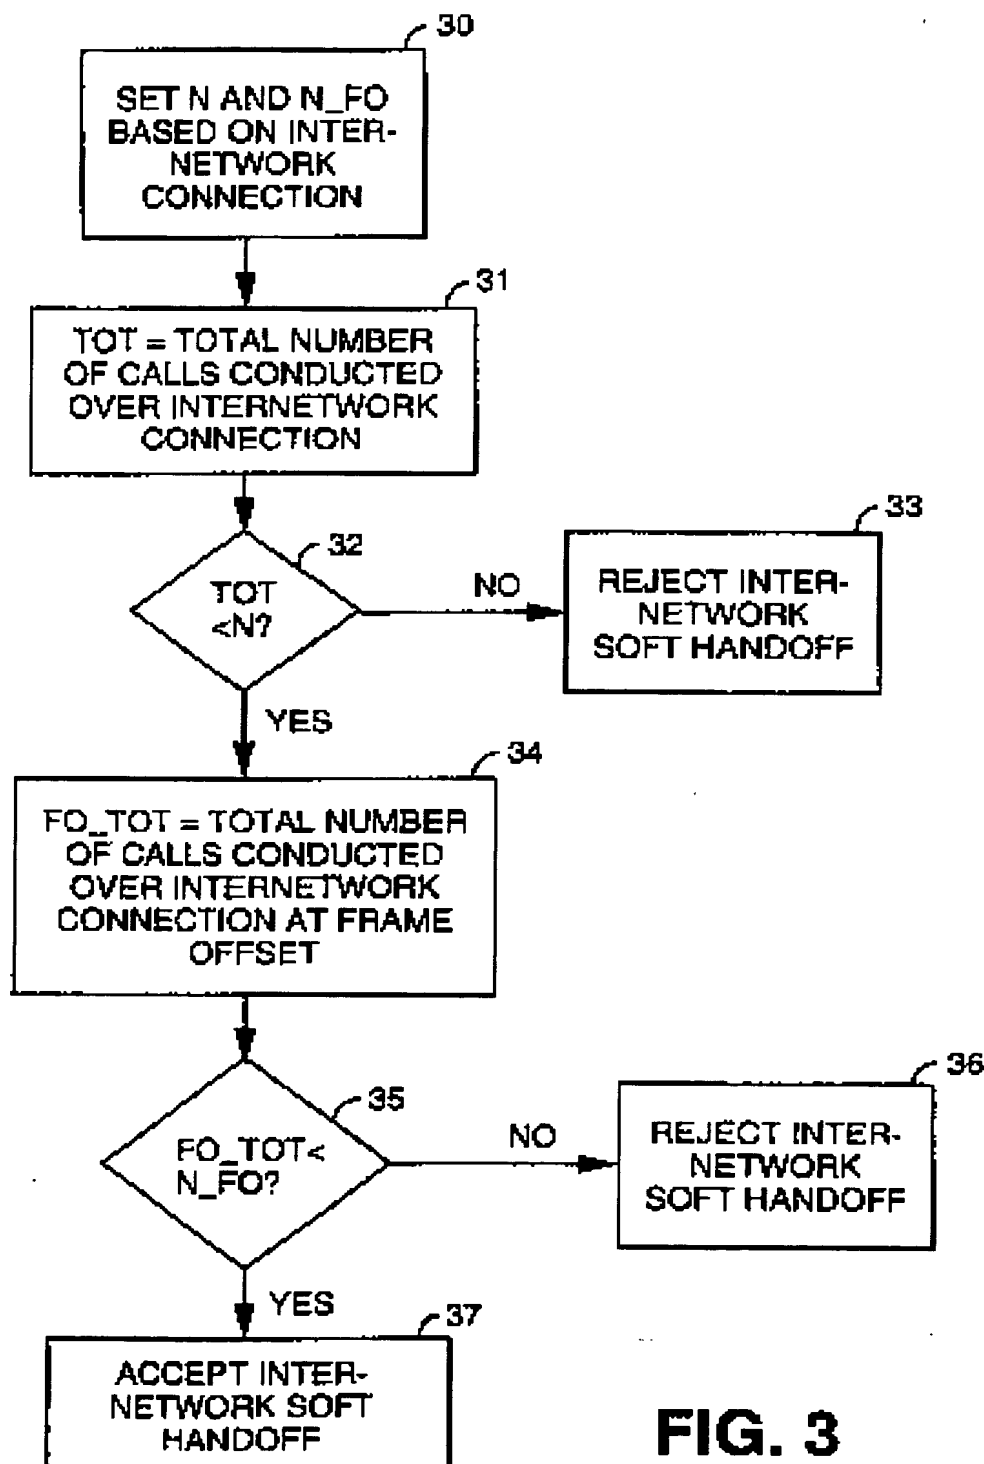 30
SET N AND N_FO
BASED ON INTER-
NETWORK
CONNECTION
31
TOT = TOTAL NUMBER
OF CALLS CONDUCTED
OVER INTERNETWORK
CONNECTION
32
TOT
<N?
NO
33
REJECT INTER-
NETWORK
SOFT HANDOFF
YES
34
FO_TOT = TOTAL NUMBER
OF CALLS CONDUCTED
OVER INTERNETWORK
CONNECTION AT FRAME
OFFSET
35
FO_TOT<
N_FO?
NO
36
REJECT INTER-
NETWORK
SOFT HANDOFF
YES
37
ACCEPT INTER-
NETWORK SOFT
HANDOFF
FIG. 3